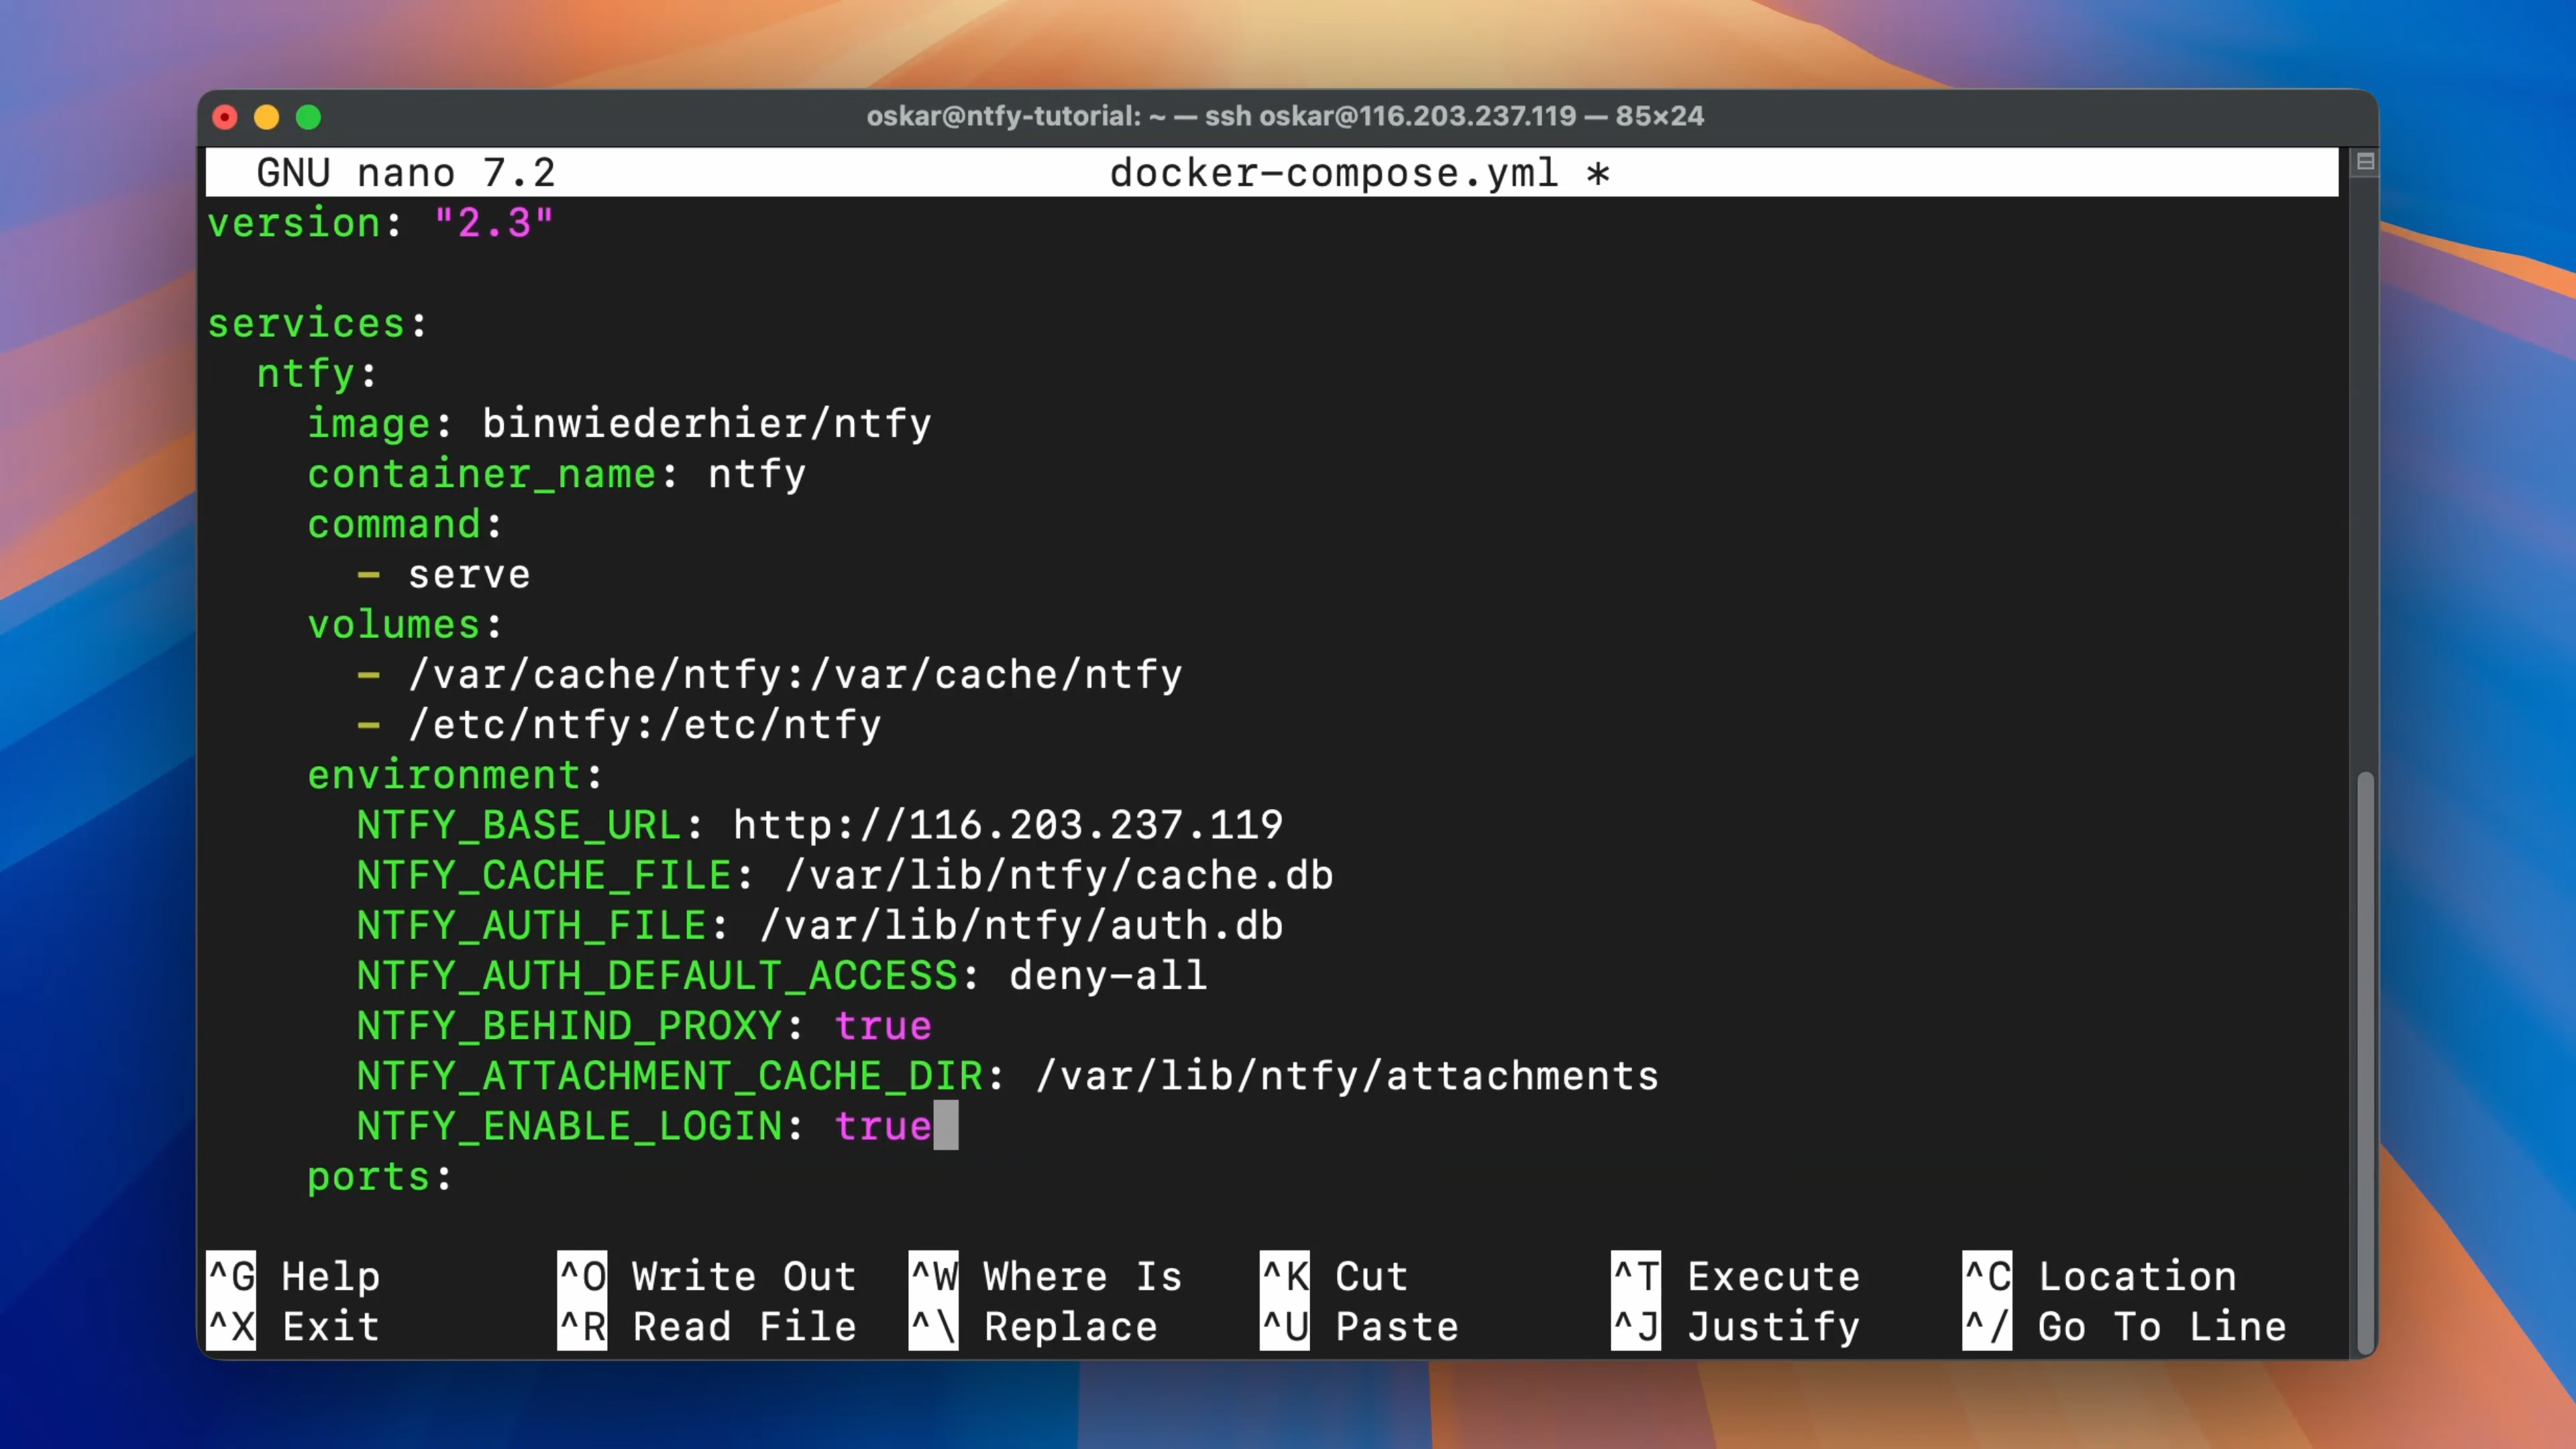 oskar@ntfy-tutorial: ~ — ssh oskar@116.203.237.119 — 85×24
GNU nano 7.2 docker-compose.yml *
version: "2.3"
services:
  ntfy:
    image: binwiederhier/ntfy
    container_name: ntfy
    command:
      - serve
    volumes:
      - /var/cache/ntfy:/var/cache/ntfy
      - /etc/ntfy:/etc/ntfy
    environment:
      NTFY_BASE_URL: http://116.203.237.119
      NTFY_CACHE_FILE: /var/lib/ntfy/cache.db
      NTFY_AUTH_FILE: /var/lib/ntfy/auth.db
      NTFY_AUTH_DEFAULT_ACCESS: deny-all
      NTFY_BEHIND_PROXY: true
      NTFY_ATTACHMENT_CACHE_DIR: /var/lib/ntfy/attachments
      NTFY_ENABLE_LOGIN: true
    ports:
^G Help ^O Write Out ^W Where Is ^K Cut ^T Execute ^C Location
^X Exit ^R Read File ^\ Replace ^U Paste ^J Justify ^/ Go To Line